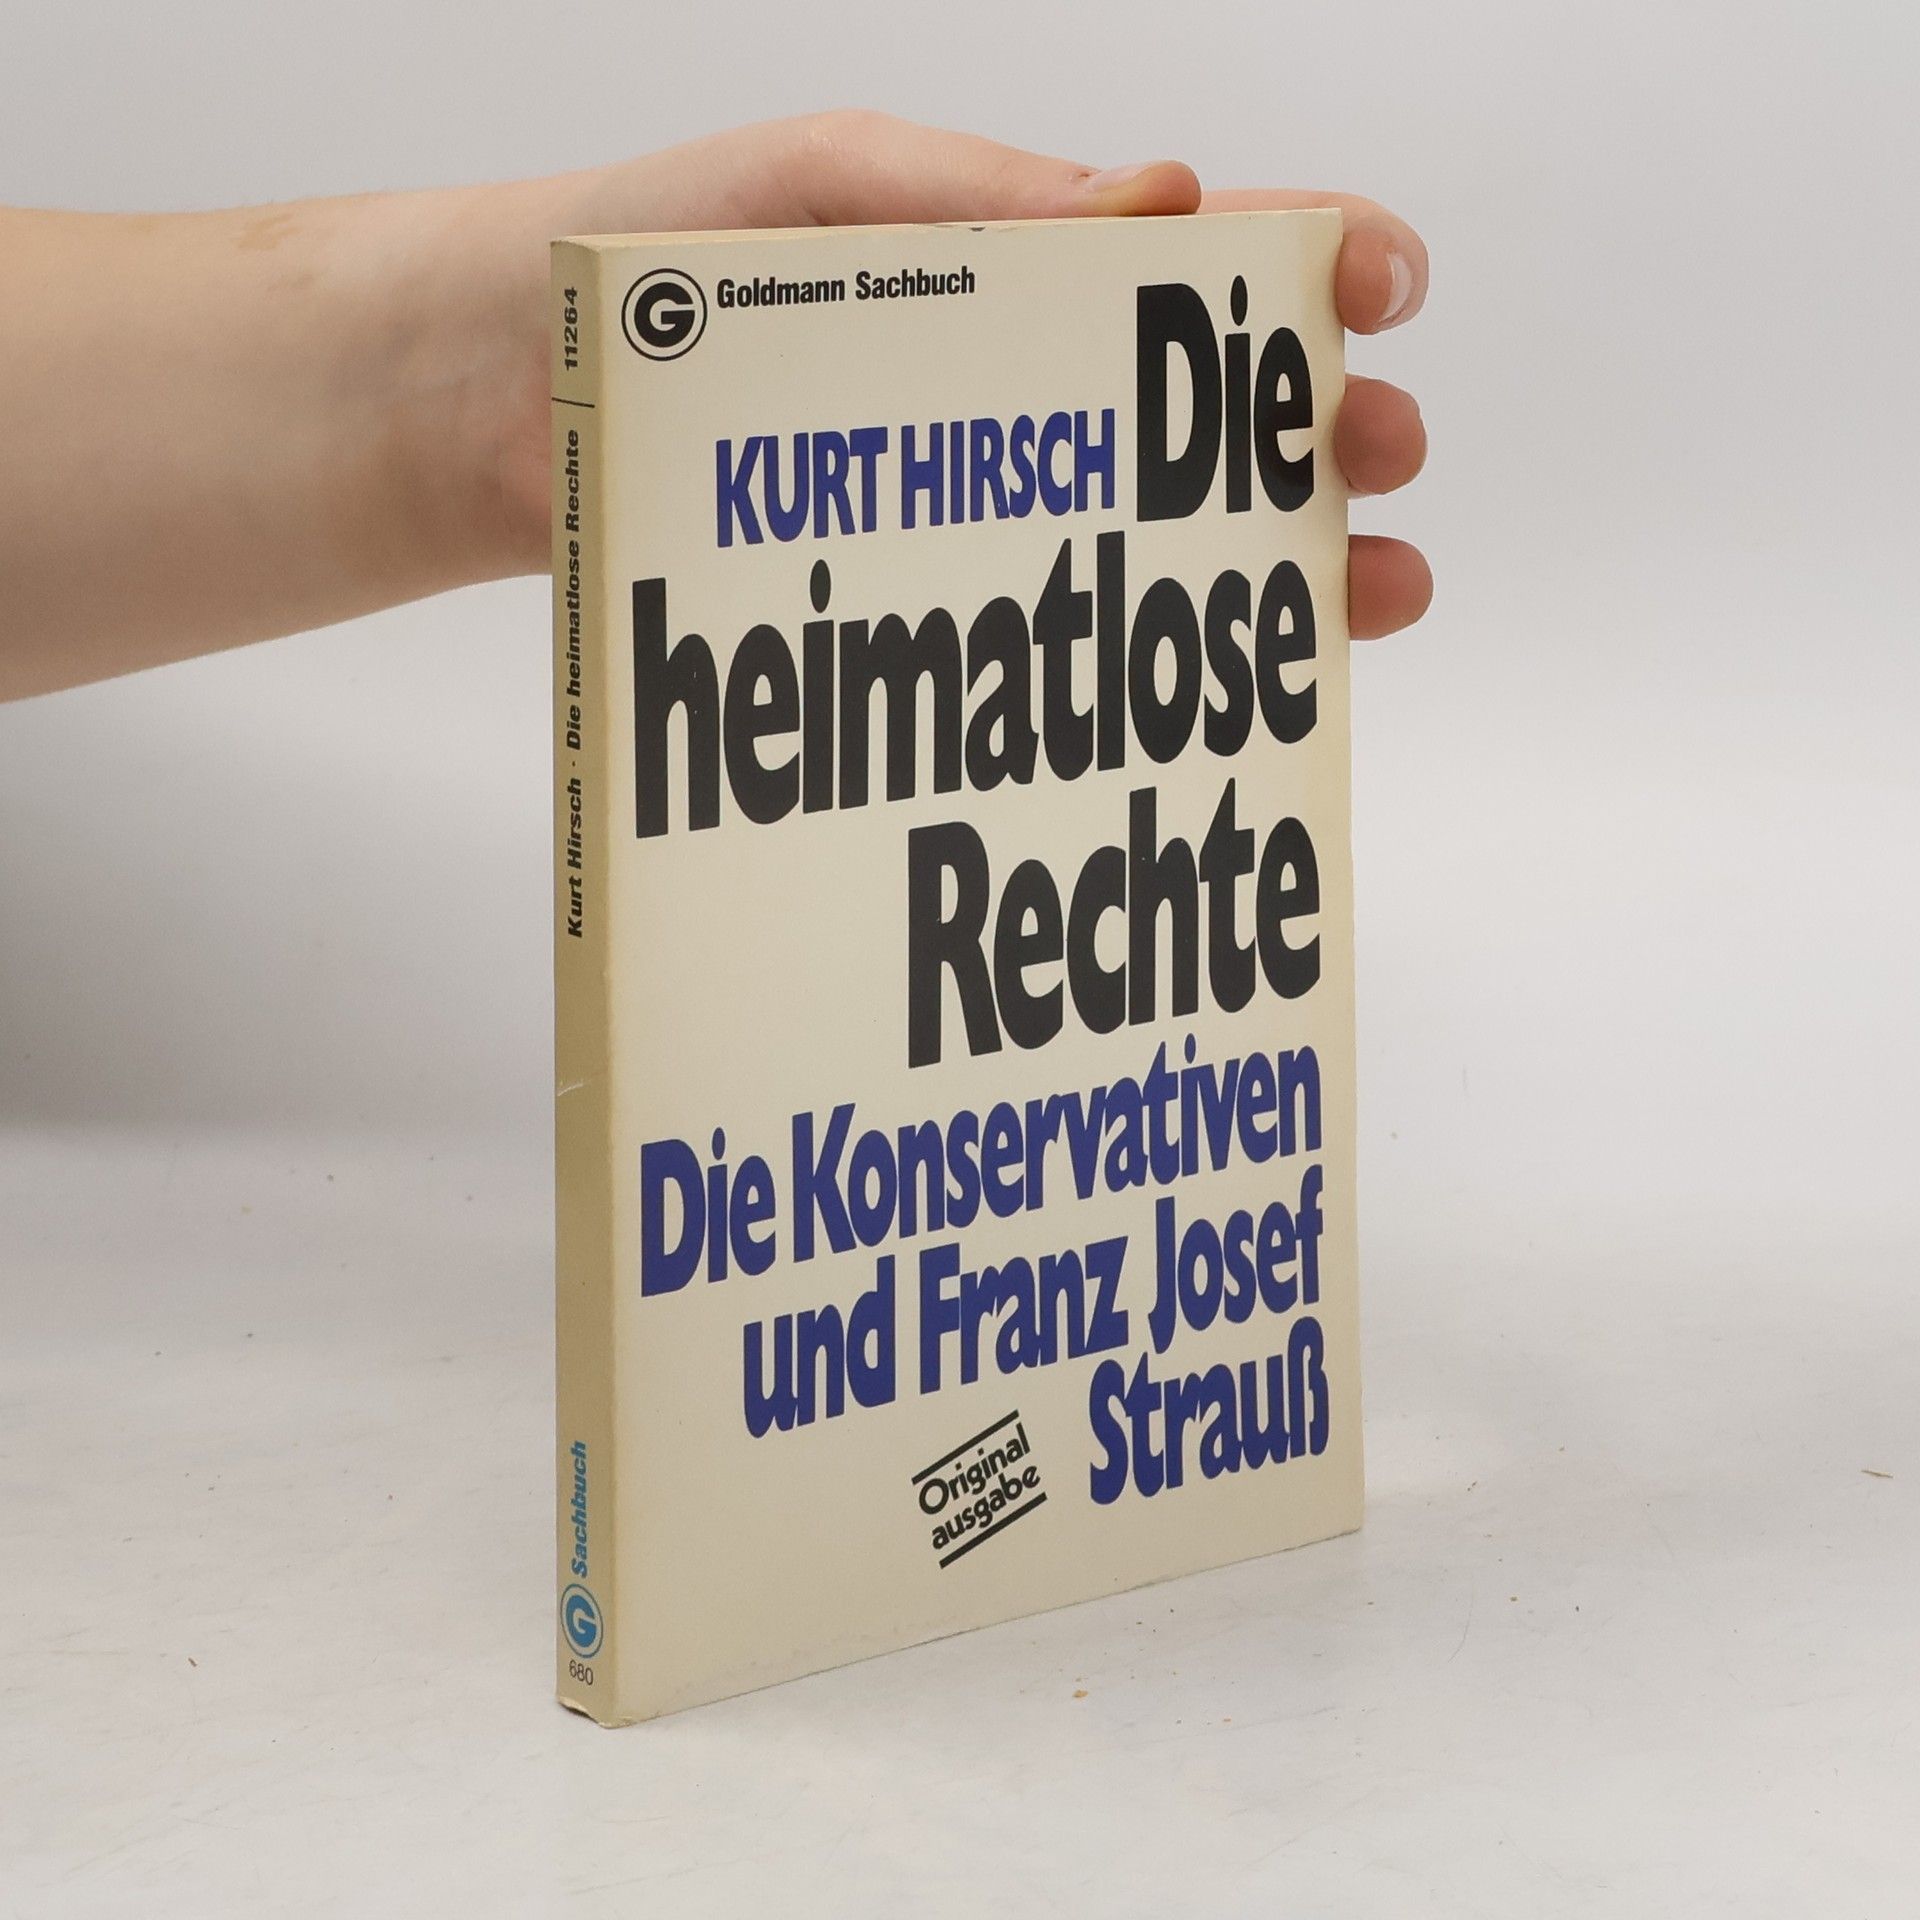 G Goldmann Sachbuch
KURT HIRSCH Die
heimatlose
Rechte
Die Konservativen
und Franz Josef
Strauß
Original
ausgabe
Kurt Hirsch · Die heimatlose Rechte | 11264
G Sachbuch
680